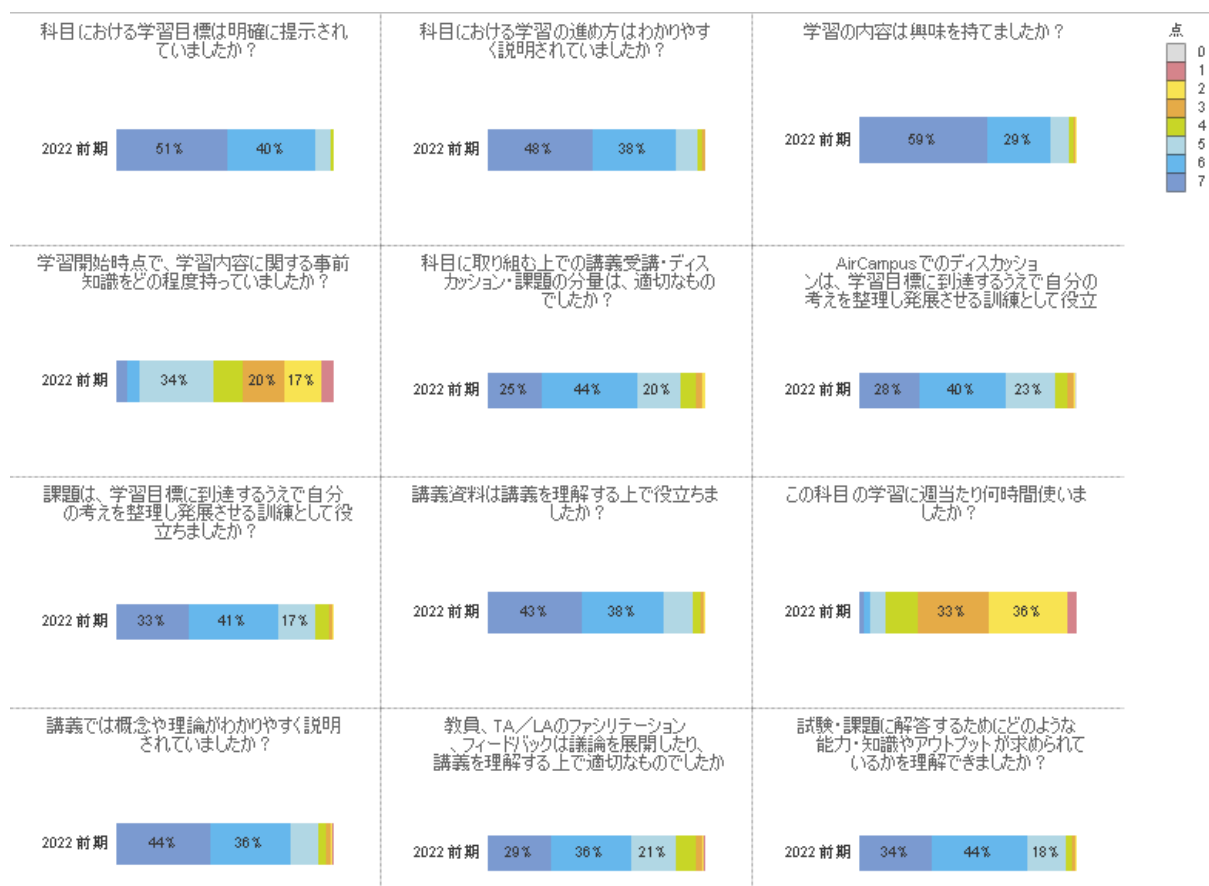 科目における学習目標は明確に提示され
ていましたか？
2022 前期
51%
40%
科目における学習の進め方はわかりやす
く説明されていましたか？
2022 前期
48%
38%
学習の内容は興味を持てましたか？
2022 前期
59%
29%
点
0
1
2
3
4
5
6
7
学習開始時点で、学習内容に関する事前
知識をどの程度持っていましたか？
2022 前期
34%
20%
17%
科目に取り組む上での講義受講・ディス
カッション・課題の分量は、適切なもの
でしたか？
2022 前期
25%
44%
20%
AirCampusでのディスカッショ
ンは、学習目標に到達するうえで自分の
考えを整理し発展させる訓練として役立
2022 前期
28%
40%
23%
課題は、学習目標に到達するうえで自分
の考えを整理し発展させる訓練として役
立ちましたか？
2022 前期
33%
41%
17%
講義資料は講義を理解する上で役立ちま
したか？
2022 前期
43%
38%
この科目の学習に週当たり何時間使いま
したか？
2022 前期
33%
36%
講義では概念や理論がわかりやすく説明
されていましたか？
2022 前期
44%
36%
教員、TA／LAのファシリテーション
、フィードバックは議論を展開したり、
講義を理解する上で適切なものでしたか
2022 前期
29%
36%
21%
試験・課題に解答するためにどのような
能力・知識やアウトプットが求められて
いるかを理解できましたか？
2022 前期
34%
44%
18%